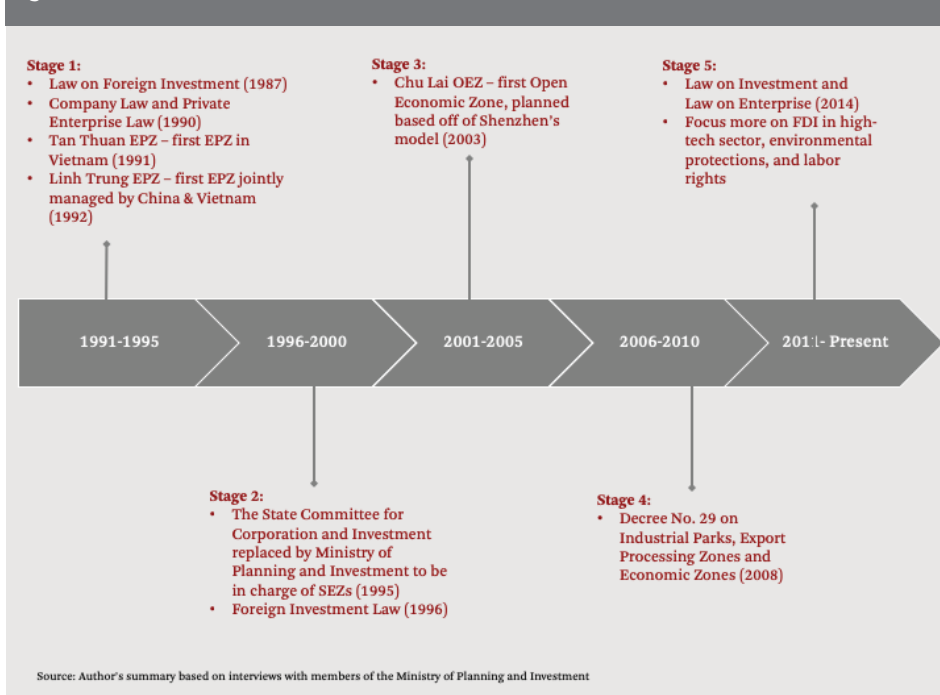 Stage 1:
• Law on Foreign Investment (1987)
• Company Law and Private
Enterprise Law (1990)
• Tan Thuan EPZ – first EPZ in
Vietnam (1991)
• Linh Trung EPZ – first EPZ jointly
managed by China & Vietnam
(1992)
Stage 3:
• Chu Lai OEZ – first Open
Economic Zone, planned
based off of Shenzhen's
model (2003)
Stage 5:
• Law on Investment and
Law on Enterprise (2014)
• Focus more on FDI in high-
tech sector, environmental
protections, and labor
rights
1991-1995
1996-2000
2001-2005
2006-2010
2011- Present
Stage 2:
• The State Committee for
Corporation and Investment
replaced by Ministry of
Planning and Investment to be
in charge of SEZs (1995)
• Foreign Investment Law (1996)
Stage 4:
• Decree No. 29 on
Industrial Parks, Export
Processing Zones and
Economic Zones (2008)
Source: Author's summary based on interviews with members of the Ministry of Planning and Investment